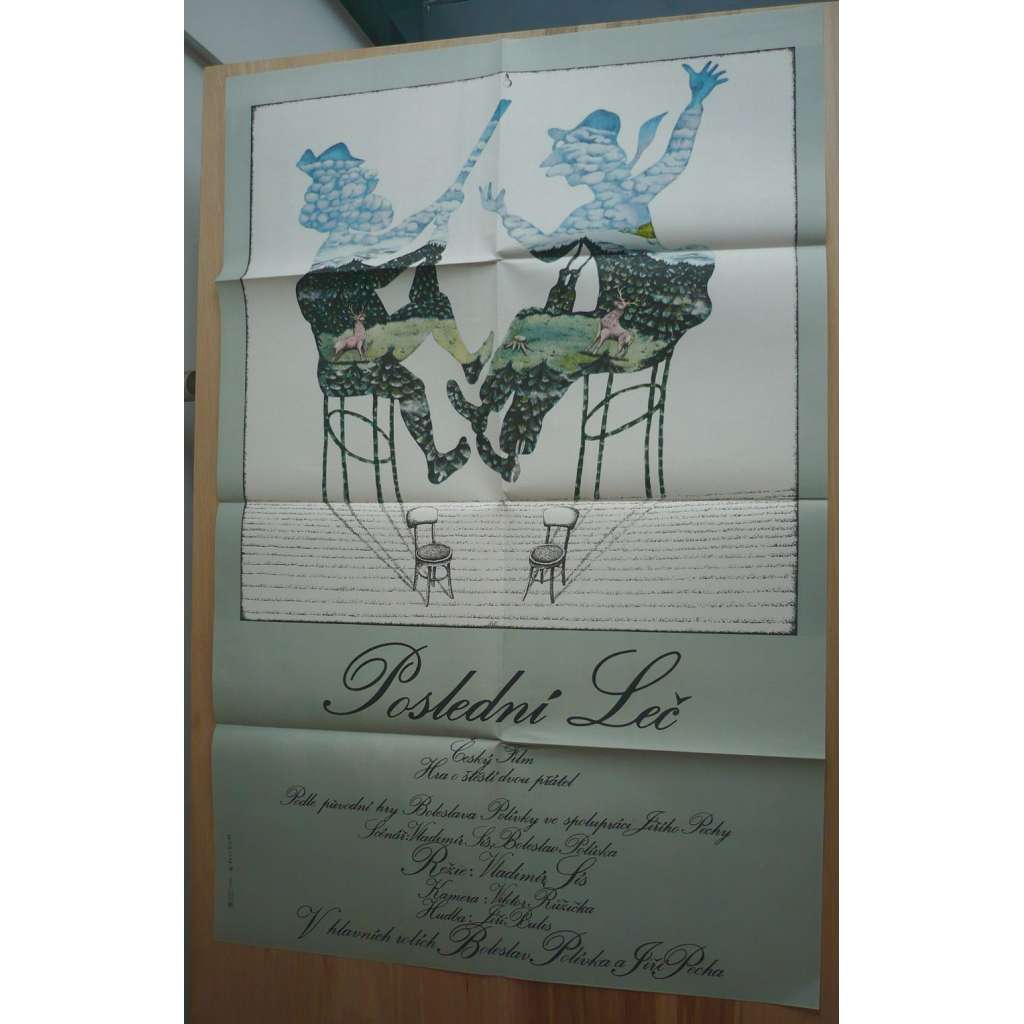 Poslední Leč
Český Film
Hra o štěstí dvou přátel
Podle původní hry Boleslava Polívky ve spolupráci Jiřího Pechy
Scénář: Vladimír Sís, Boleslav Polívka
Režie: Vladimír Sís
Kamera: Viktor Růžička
Hudba: Jiří Bulis
V hlavních rolích Boleslav Polívka a Jiří Pecha